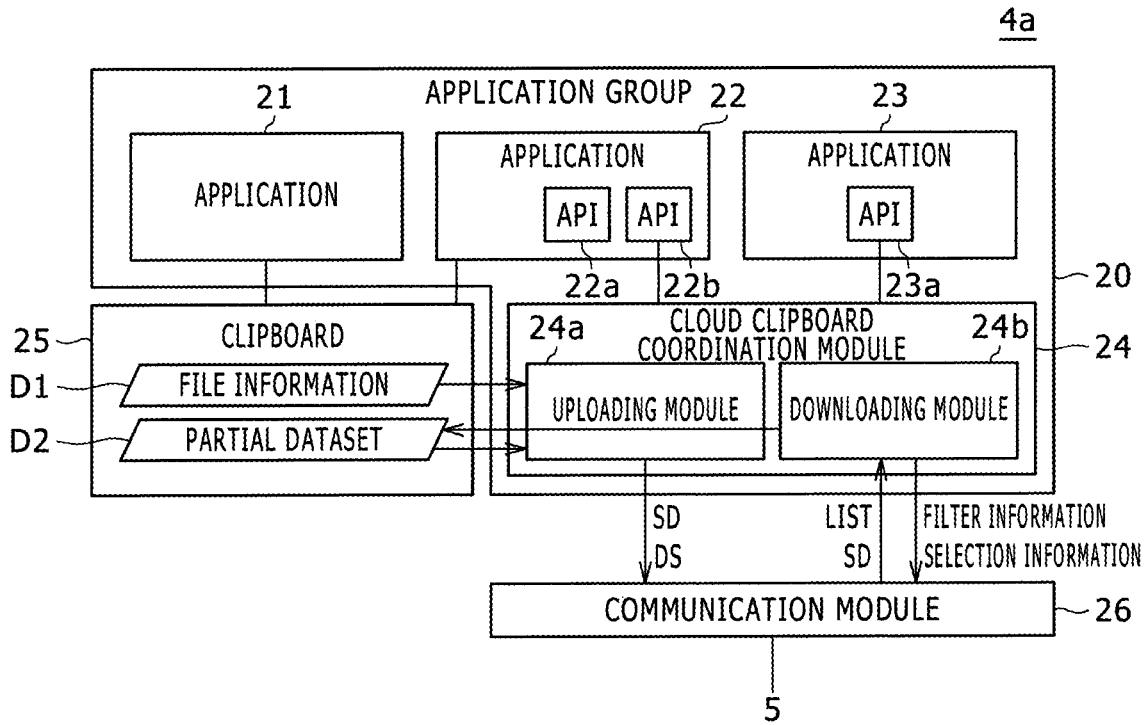 4a
APPLICATION GROUP
21
22
23
APPLICATION
APPLICATION
APPLICATION
API
API
API
22a
22b
23a
20
25
CLIPBOARD
CLOUD CLIPBOARD
COORDINATION MODULE
24a
24b
24
D1
FILE INFORMATION
D2
PARTIAL DATASET
UPLOADING MODULE
DOWNLOADING MODULE
SD
DS
LIST
SD
FILTER INFORMATION
SELECTION INFORMATION
COMMUNICATION MODULE
26
5